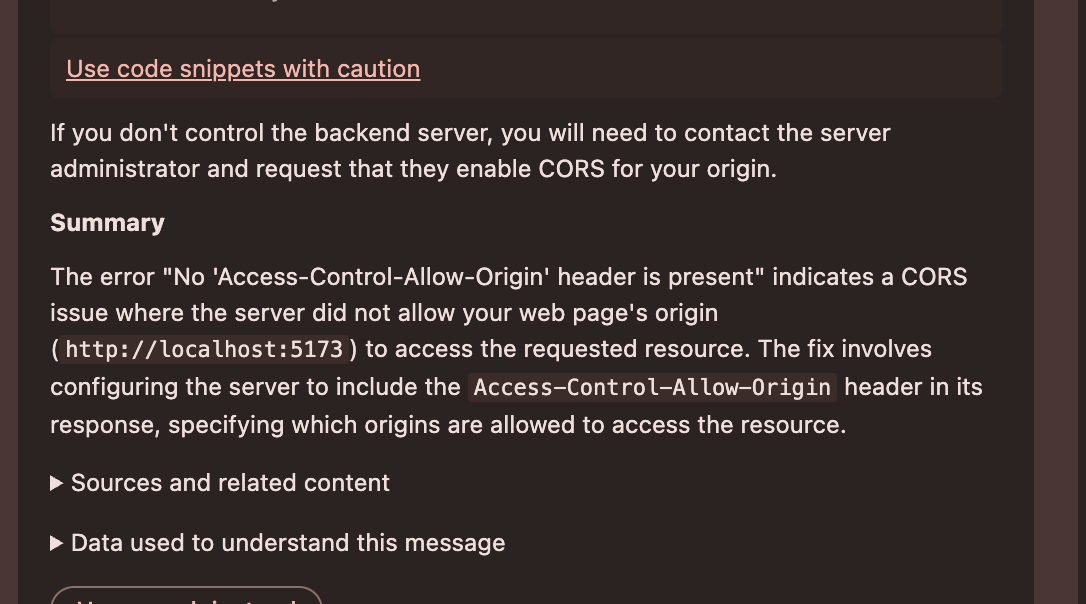 Use code snippets with caution
If you don't control the backend server, you will need to contact the server
administrator and request that they enable CORS for your origin.
Summary
The error "No 'Access-Control-Allow-Origin' header is present" indicates a CORS
issue where the server did not allow your web page's origin
(http://localhost:5173) to access the requested resource. The fix involves
configuring the server to include the Access-Control-Allow-Origin header in its
response, specifying which origins are allowed to access the resource.
Sources and related content
Data used to understand this message